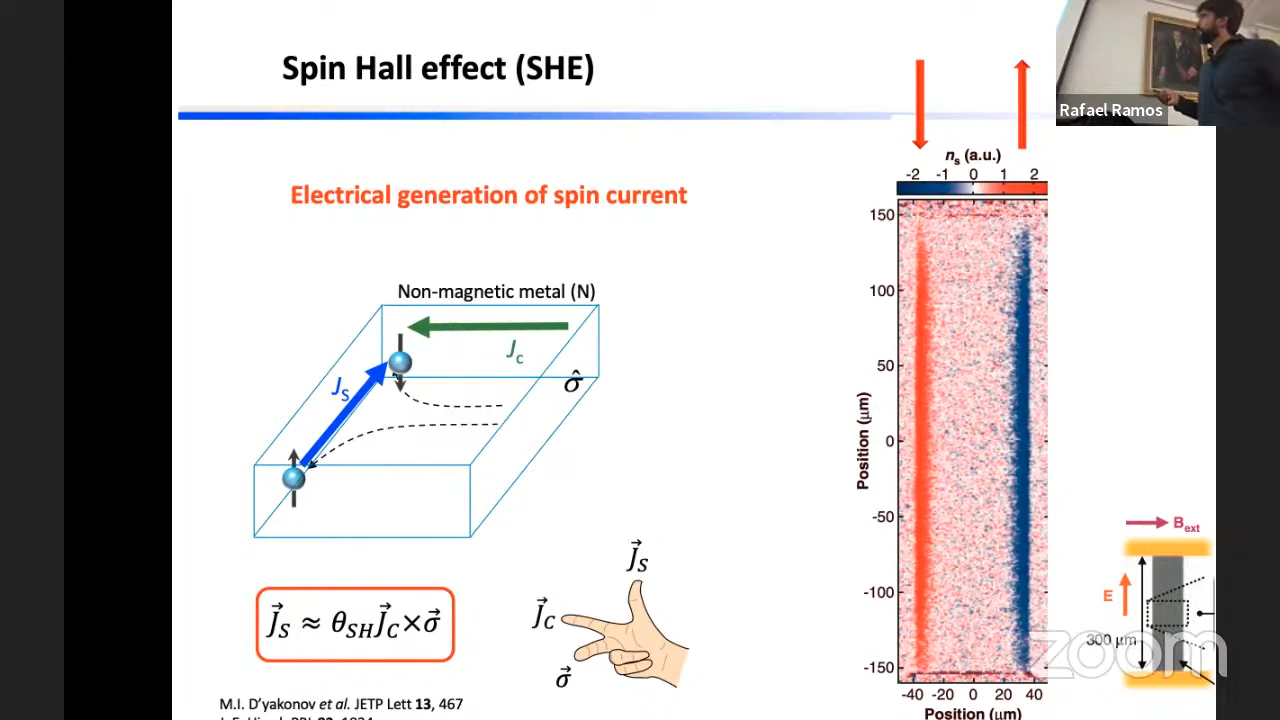 Spin Hall effect (SHE)
Rafael Ramos
Electrical generation of spin current
Non-magnetic metal (N)
J_c
J_S
σ̂
J⃗_S ≈ θ_SH J⃗_C × σ⃗
J⃗_S
J⃗_C
σ⃗
M.I. D'yakonov et al. JETP Lett 13, 467
n_s (a.u.)
-2 -1 0 1 2
Position (µm)
150
100
50
0
-50
-100
-150
-40 -20 0 20 40
Position (µm)
B_ext
E
300 µm
zoom